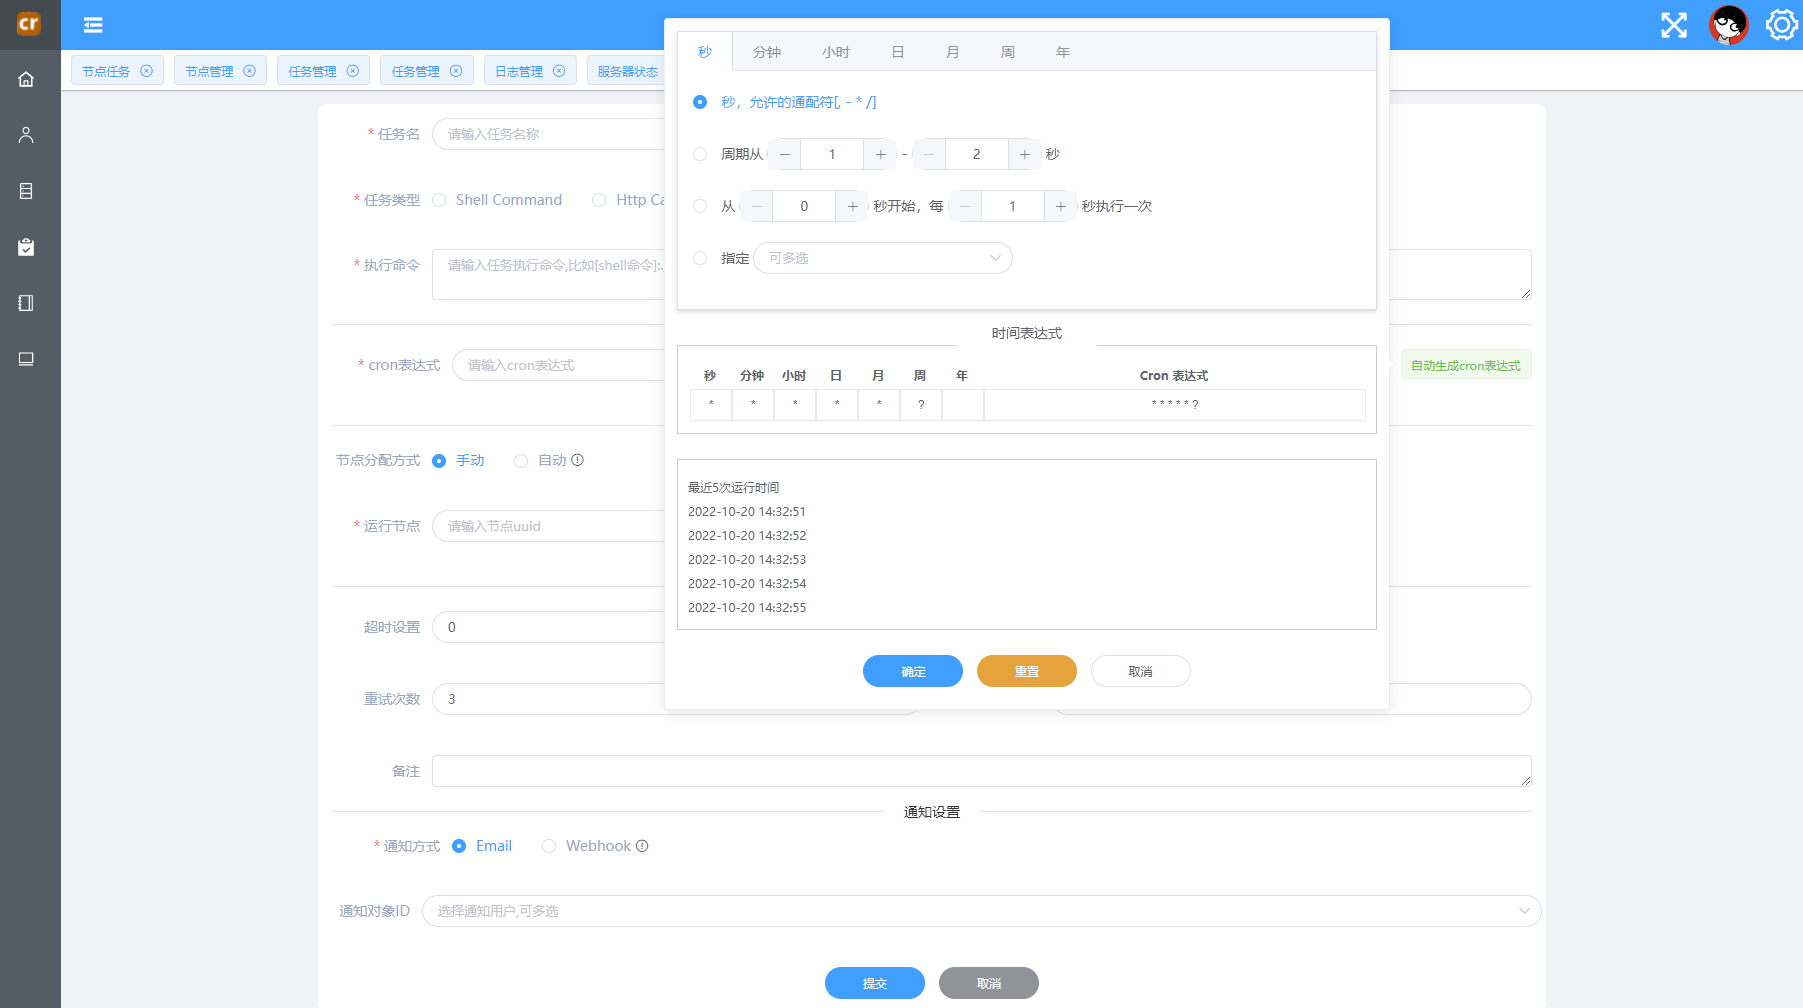 cr
节点任务 节点管理 任务管理 任务管理 日志管理 服务器状态
* 任务名 请输入任务名称
* 任务类型 Shell Command Http Ca
* 执行命令 请输入任务执行命令,比如[shell命令]:.
* cron表达式 请输入cron表达式 自动生成cron表达式
节点分配方式 手动 自动
* 运行节点 请输入节点uuid
超时设置 0
重试次数 3
备注
通知设置
* 通知方式 Email Webhook
通知对象ID 选择通知用户,可多选
提交 取消
秒 分钟 小时 日 月 周 年
秒，允许的通配符[, - * /]
周期从 − 1 + - − 2 + 秒
从 − 0 + 秒开始，每 − 1 + 秒执行一次
指定 可多选
时间表达式
秒 分钟 小时 日 月 周 年 Cron 表达式
* * * * * ? * * * * * ?
最近5次运行时间
2022-10-20 14:32:51
2022-10-20 14:32:52
2022-10-20 14:32:53
2022-10-20 14:32:54
2022-10-20 14:32:55
确定 重置 取消